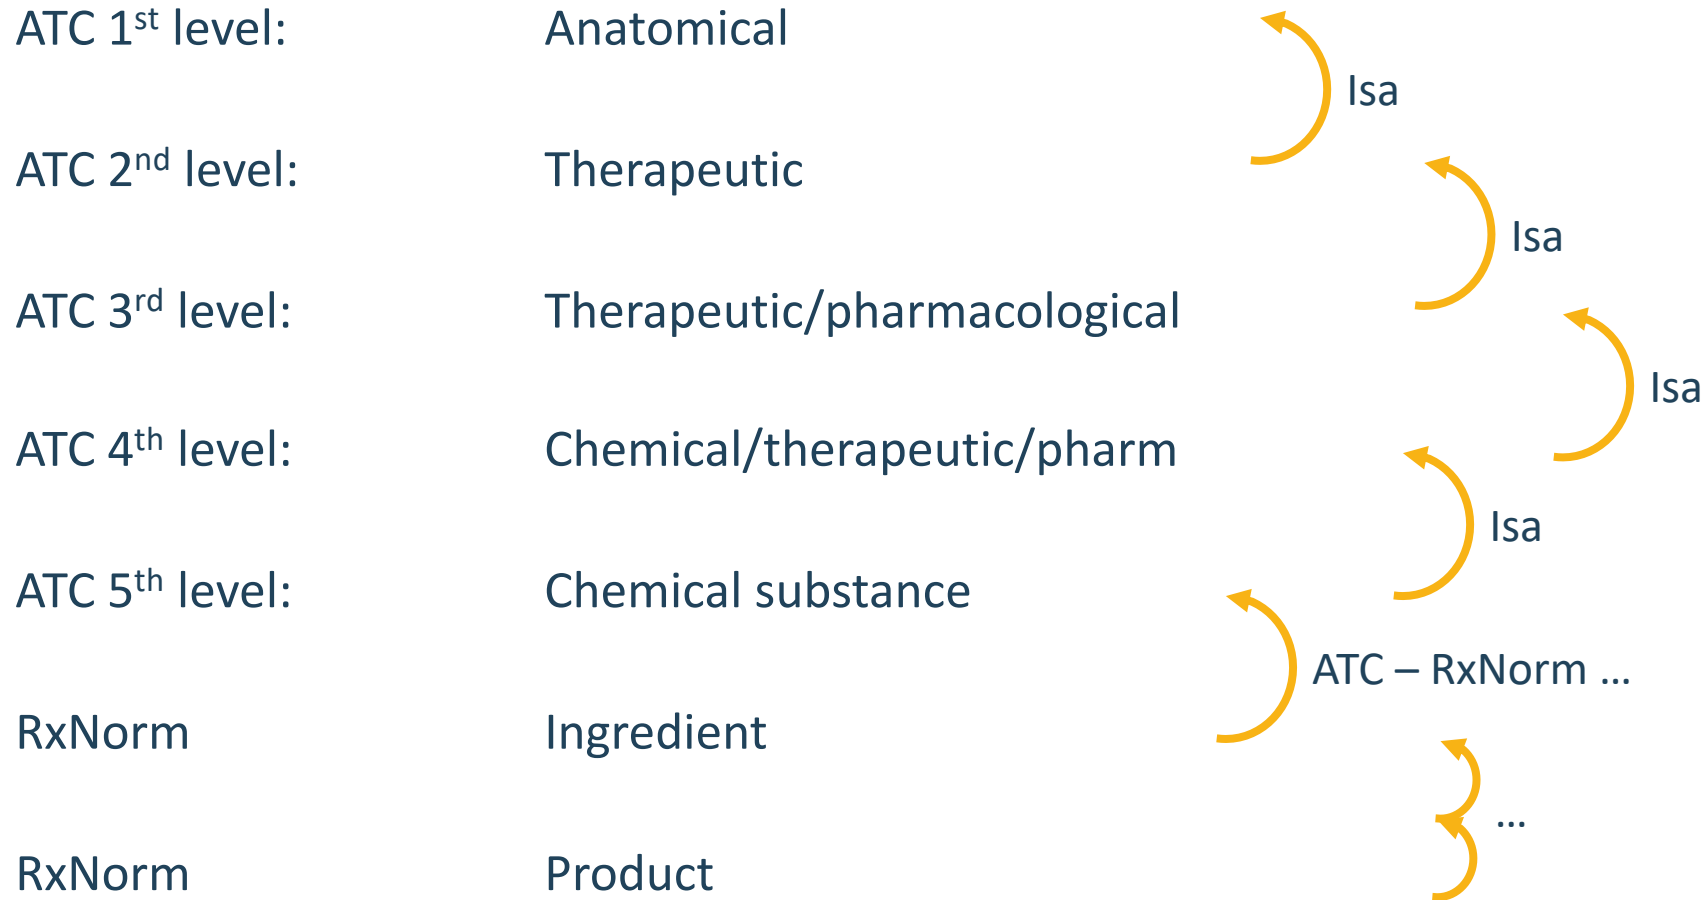 ATC 1st level: Anatomical
Isa
ATC 2nd level: Therapeutic
Isa
ATC 3rd level: Therapeutic/pharmacological
Isa
ATC 4th level: Chemical/therapeutic/pharm
Isa
ATC 5th level: Chemical substance
ATC – RxNorm ...
RxNorm Ingredient
...
RxNorm Product